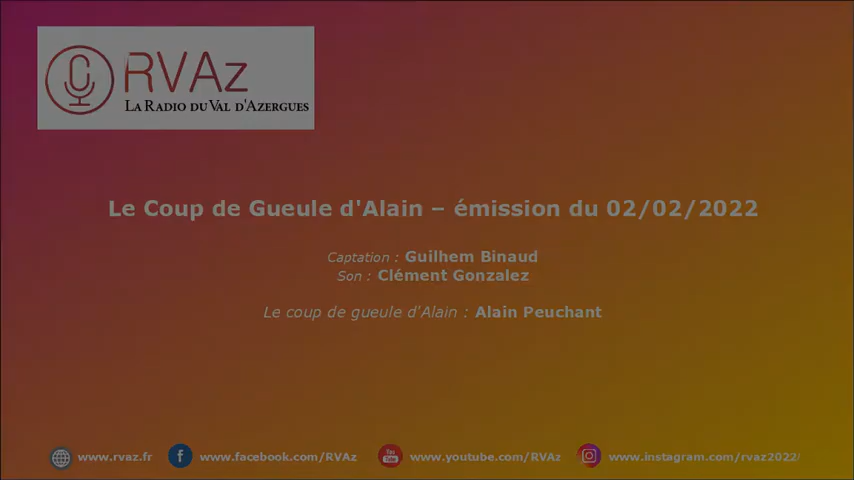 RVAz
La Radio du Val d'Azergues
Le Coup de Gueule d'Alain – émission du 02/02/2022
Captation : Guilhem Binaud
Son : Clément Gonzalez
Le coup de gueule d'Alain : Alain Peuchant
www.rvaz.fr www.facebook.com/RVAz You Tube www.youtube.com/RVAz www.instagram.com/rvaz2022/